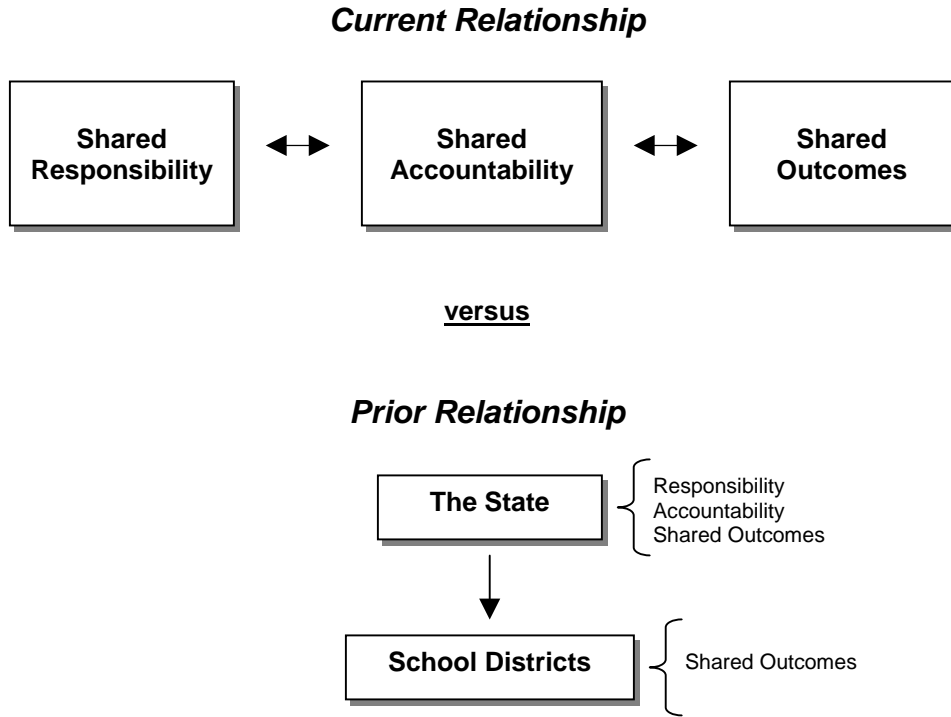 Current Relationship
Shared
Responsibility
Shared
Accountability
Shared
Outcomes
versus
Prior Relationship
The State
Responsibility
Accountability
Shared Outcomes
School Districts
Shared Outcomes